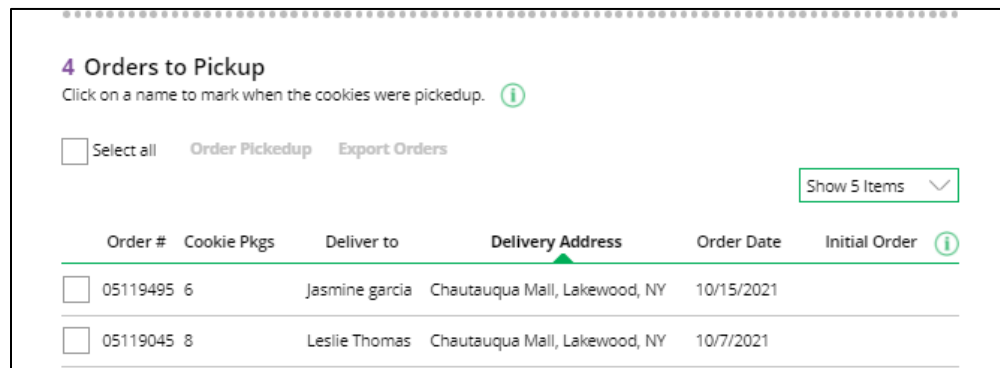 4 Orders to Pickup
Click on a name to mark when the cookies were pickedup. i
Select all Order Pickedup Export Orders
Show 5 Items
Order # Cookie Pkgs Deliver to Delivery Address Order Date Initial Order i
05119495 6 Jasmine garcia Chautauqua Mall, Lakewood, NY 10/15/2021
05119045 8 Leslie Thomas Chautauqua Mall, Lakewood, NY 10/7/2021